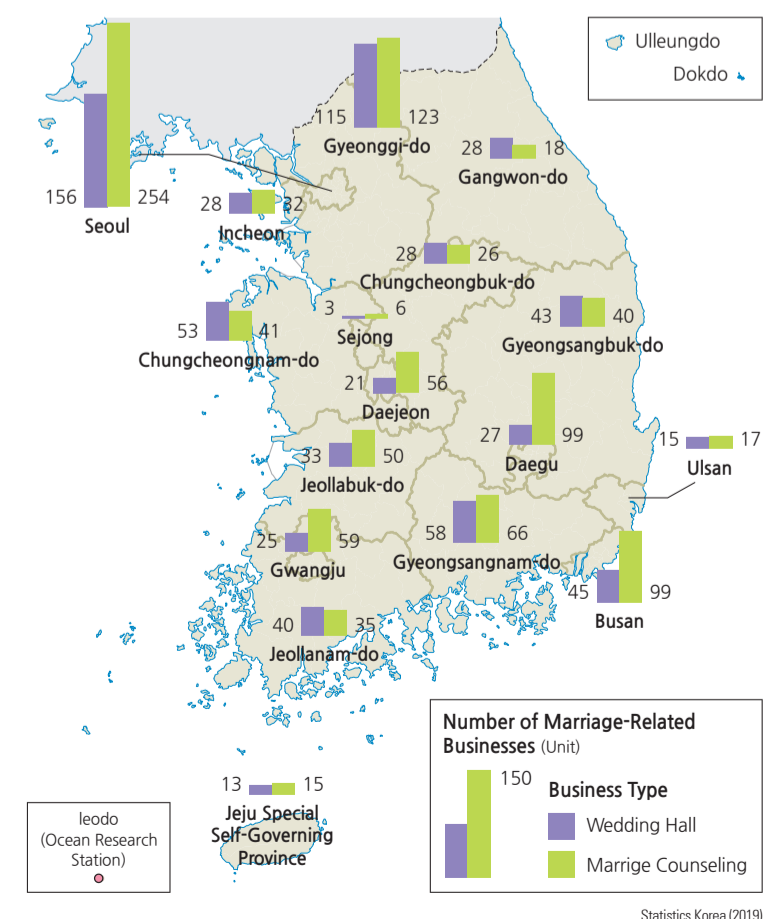 Ulleungdo
Dokdo
115 123
Gyeonggi-do
28 18
Gangwon-do
156 254
Seoul
28 32
Incheon
28 26
Chungcheongbuk-do
3 6
Sejong
53 41
Chungcheongnam-do
43 40
Gyeongsangbuk-do
21 56
Daejeon
27 99
Daegu
15 17
Ulsan
33 50
Jeollabuk-do
58 66
Gyeongsangnam-do
25 59
Gwangju
45 99
Busan
40 35
Jeollanam-do
13 15
Jeju Special
Self-Governing
Province
Ieodo
(Ocean Research
Station)
Number of Marriage-Related
Businesses (Unit)
150
Business Type
Wedding Hall
Marrige Counseling
Statistics Korea (2019)